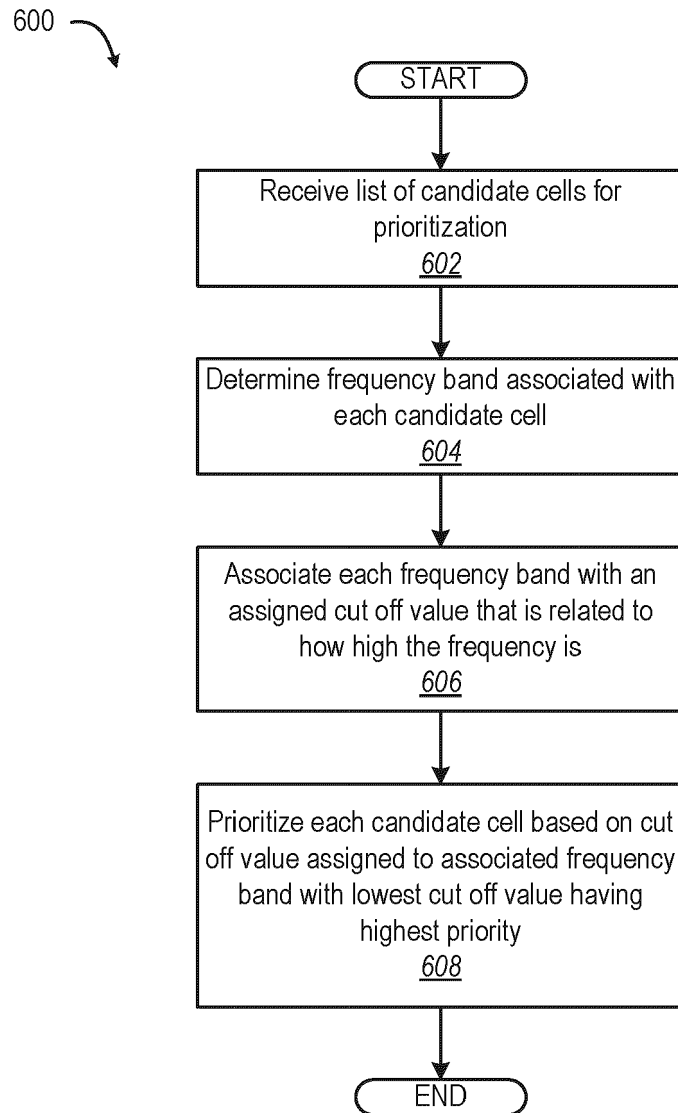 600
START
Receive list of candidate cells for
prioritization
602
Determine frequency band associated with
each candidate cell
604
Associate each frequency band with an
assigned cut off value that is related to
how high the frequency is
606
Prioritize each candidate cell based on cut
off value assigned to associated frequency
band with lowest cut off value having
highest priority
608
END